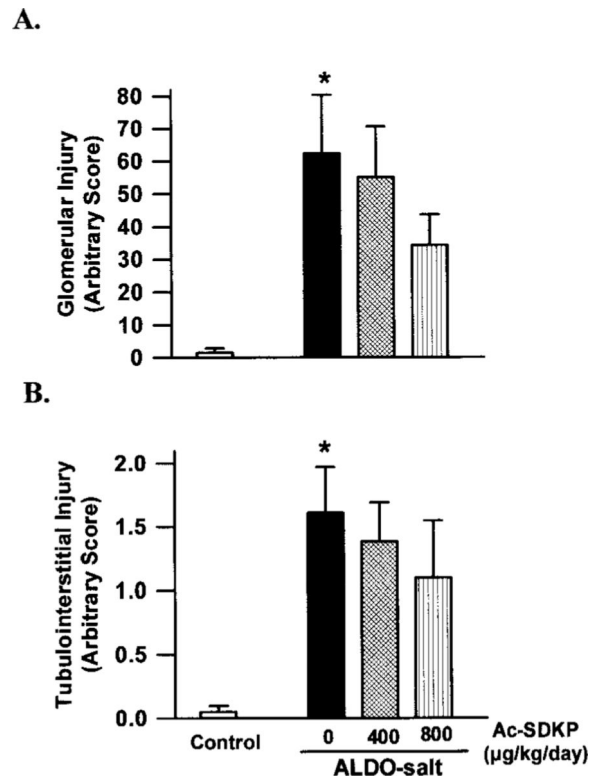 A.
*
Glomerular Injury
(Arbitrary Score)
80
70
60
50
40
30
20
10
0
B.
*
Tubulointerstitial Injury
(Arbitrary Score)
2.0
1.5
1.0
0.5
0.0
Control
0 400 800
Ac-SDKP
(µg/kg/day)
ALDO-salt